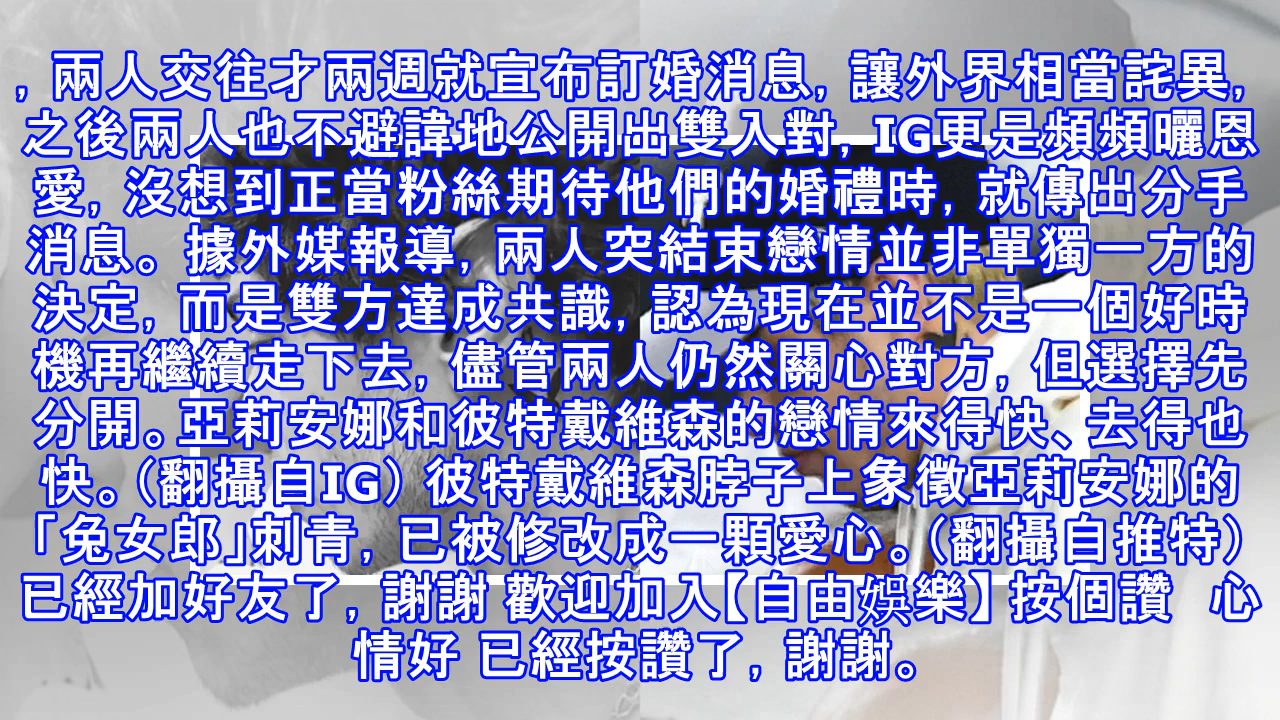 , 兩人交往才兩週就宣布訂婚消息, 讓外界相當詫異,
之後兩人也不避諱地公開出雙入對, IG更是頻頻曬恩
愛, 沒想到正當粉絲期待他們的婚禮時, 就傳出分手
消息。據外媒報導, 兩人突結束戀情並非單獨一方的
決定, 而是雙方達成共識, 認為現在並不是一個好時
機再繼續走下去, 儘管兩人仍然關心對方, 但選擇先
分開。亞莉安娜和彼特戴維森的戀情來得快、去得也
快。(翻攝自IG) 彼特戴維森脖子上象徵亞莉安娜的
「兔女郎」刺青, 已被修改成一顆愛心。(翻攝自推特)
已經加好友了, 謝謝 歡迎加入【自由娛樂】按個讚 心
情好 已經按讚了, 謝謝。